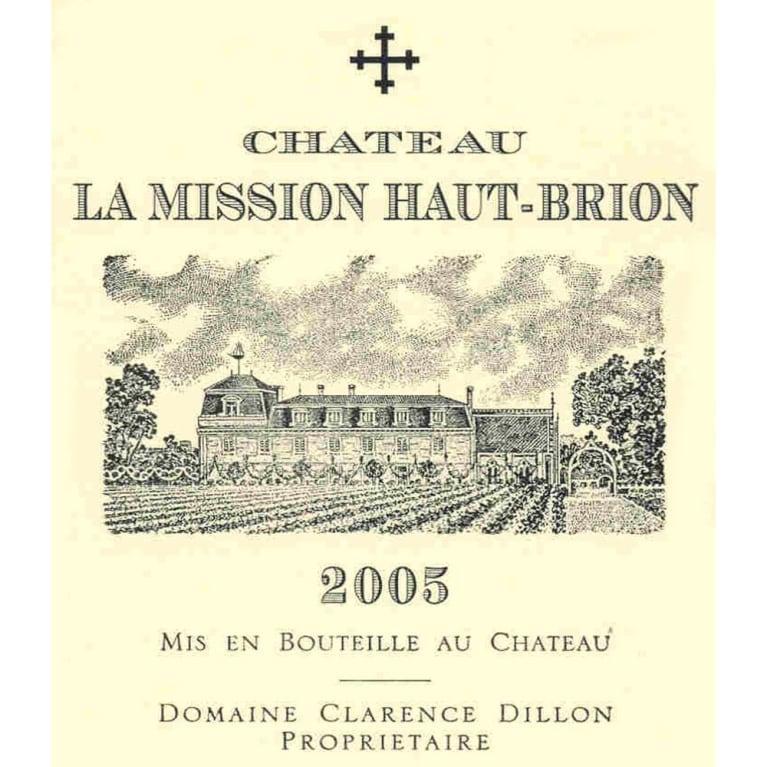 CHATEAU
LA MISSION HAUT-BRION
2005
MIS EN BOUTEILLE AU CHATEAU
DOMAINE CLARENCE DILLON
PROPRIETAIRE